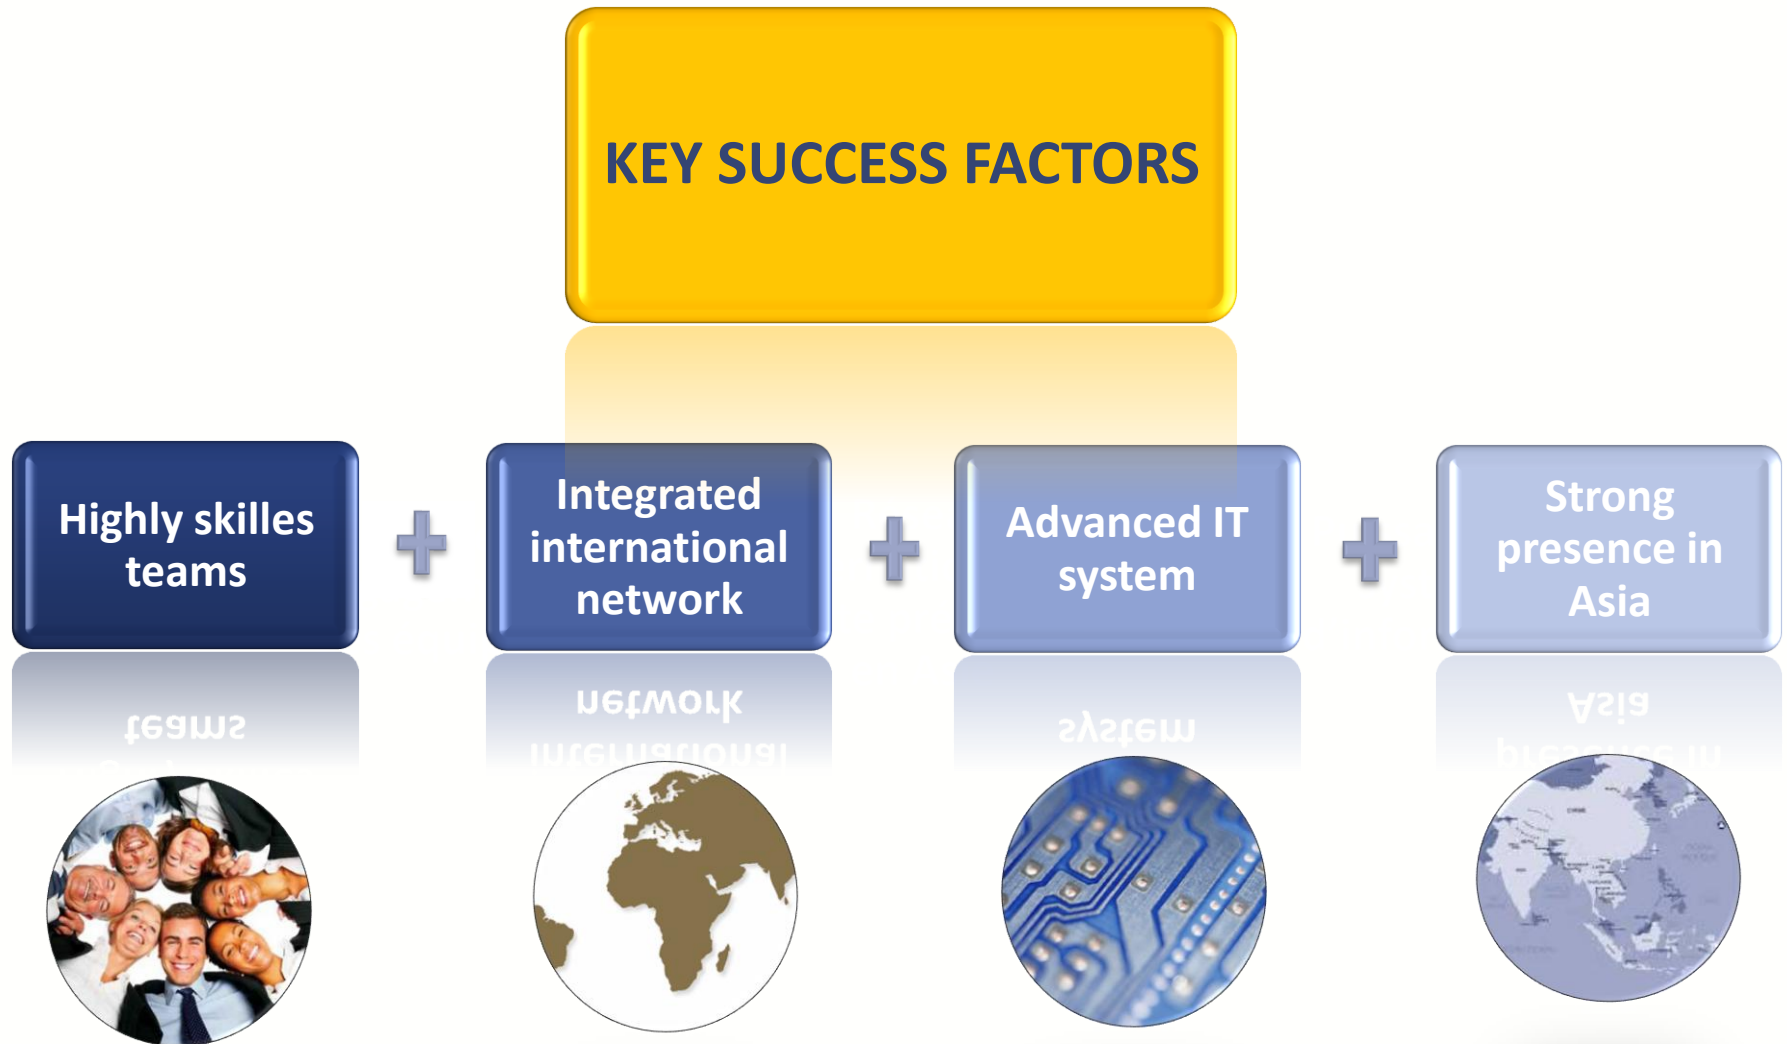 KEY SUCCESS FACTORS
Highly skilles
teams
Integrated
international
network
Advanced IT
system
Strong
presence in
Asia